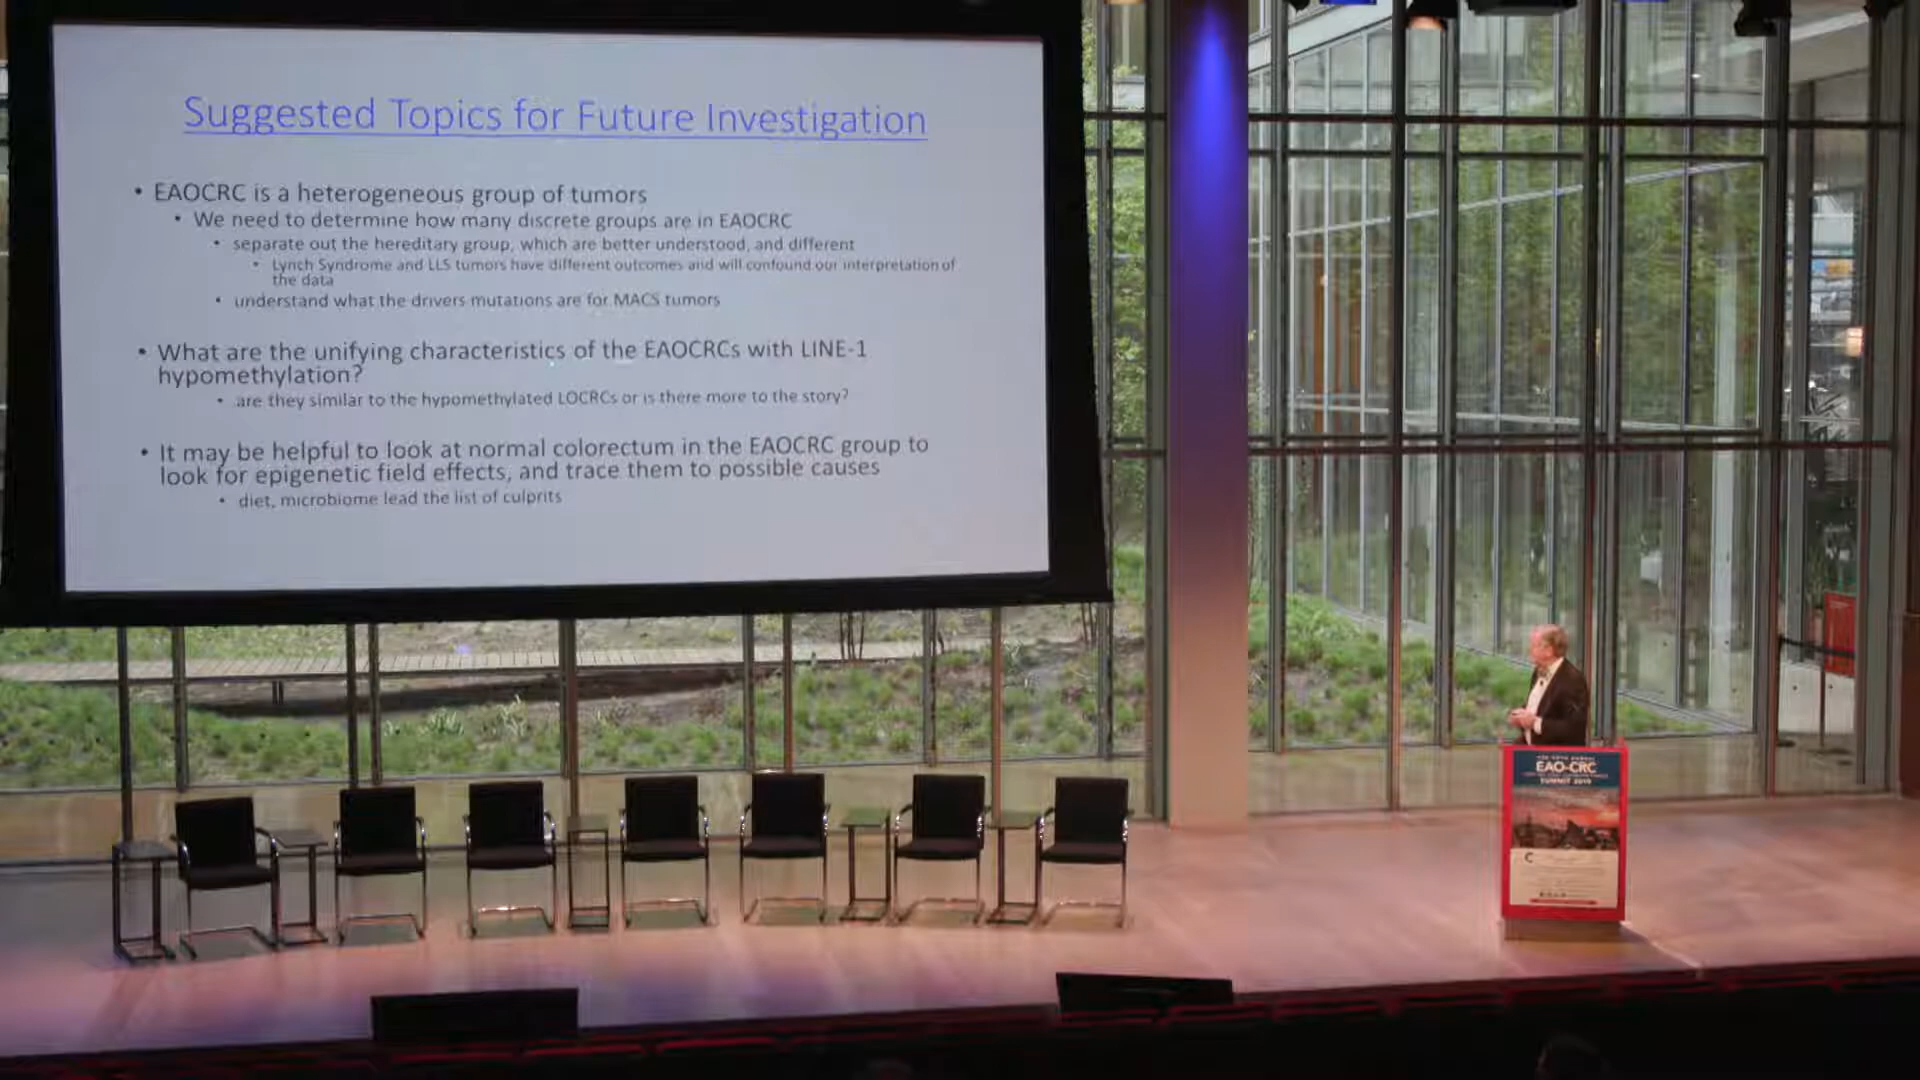 Suggested Topics for Future Investigation
• EAOCRC is a heterogeneous group of tumors
• We need to determine how many discrete groups are in EAOCRC
• separate out the hereditary group, which are better understood, and different
• Lynch Syndrome and LLS tumors have different outcomes and will confound our interpretation of
the data
• understand what the drivers mutations are for MACS tumors
• What are the unifying characteristics of the EAOCRCs with LINE-1
hypomethylation?
• are they similar to the hypomethylated LOCRCs or is there more to the story?
• It may be helpful to look at normal colorectum in the EAOCRC group to
look for epigenetic field effects, and trace them to possible causes
• diet, microbiome lead the list of culprits
EAO-CRC
SUMMIT 2019